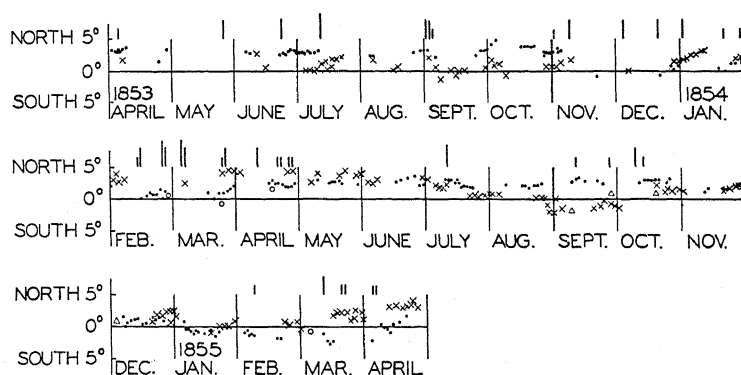 NORTH 5°
0°
SOUTH 5°
1853 1854
APRIL MAY JUNE JULY AUG. SEPT. OCT. NOV. DEC. JAN.
NORTH 5°
0°
SOUTH 5°
FEB. MAR. APRIL MAY JUNE JULY AUG. SEPT. OCT. NOV.
NORTH 5°
0°
SOUTH 5°
1855
DEC. JAN. FEB. MAR. APRIL